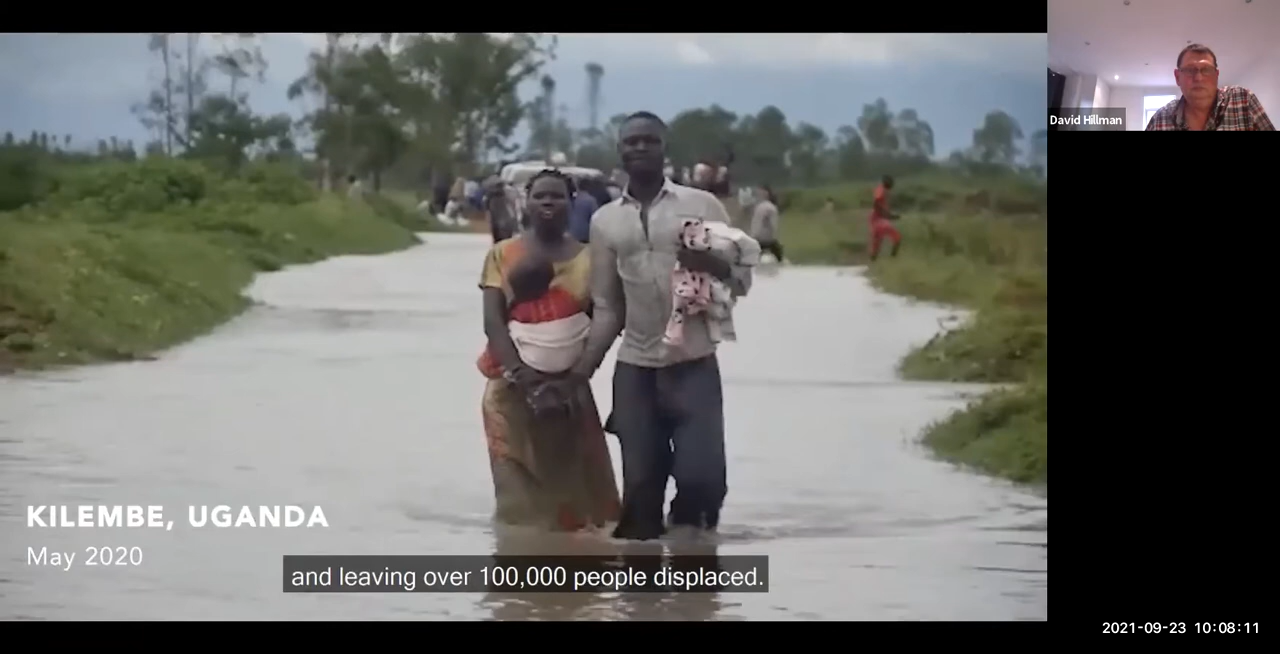 David Hillman
KILEMBE, UGANDA
May 2020
and leaving over 100,000 people displaced.
2021-09-23 10:08:11